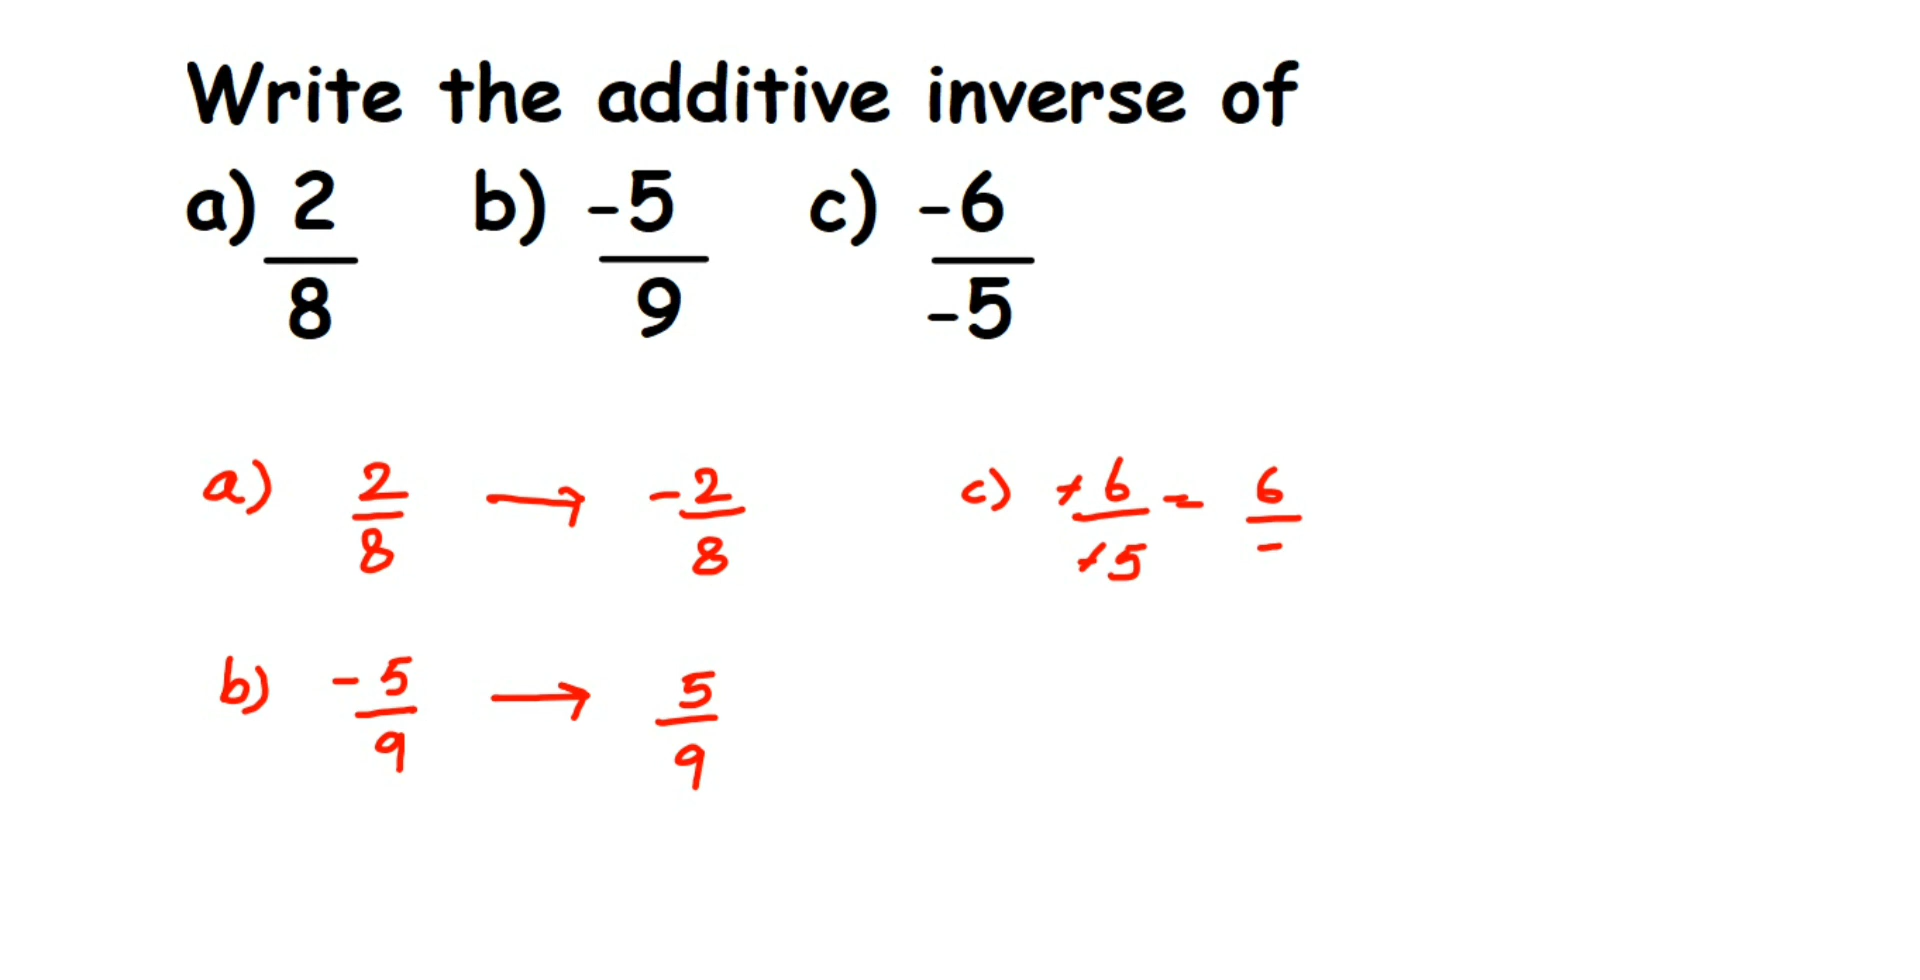 Write the additive inverse of
a) 2/8 b) -5/9 c) -6/-5
a) 2/8 → -2/8 c) +6/+5 = 6/-
b) -5/9 → 5/9